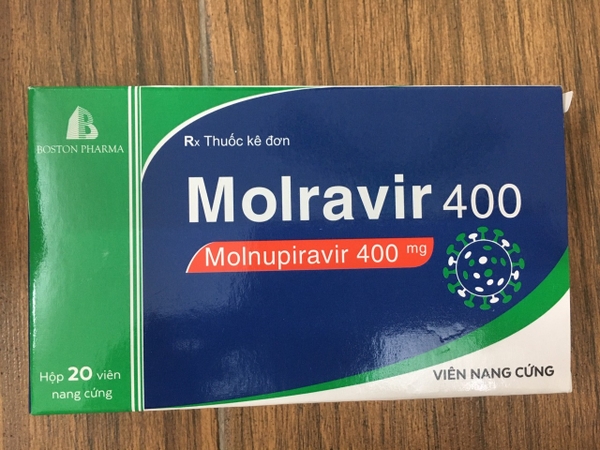 BOSTON PHARMA
Rx Thuốc kê đơn
Molravir 400
Molnupiravir 400 mg
Hộp 20 viên
nang cứng
VIÊN NANG CỨNG